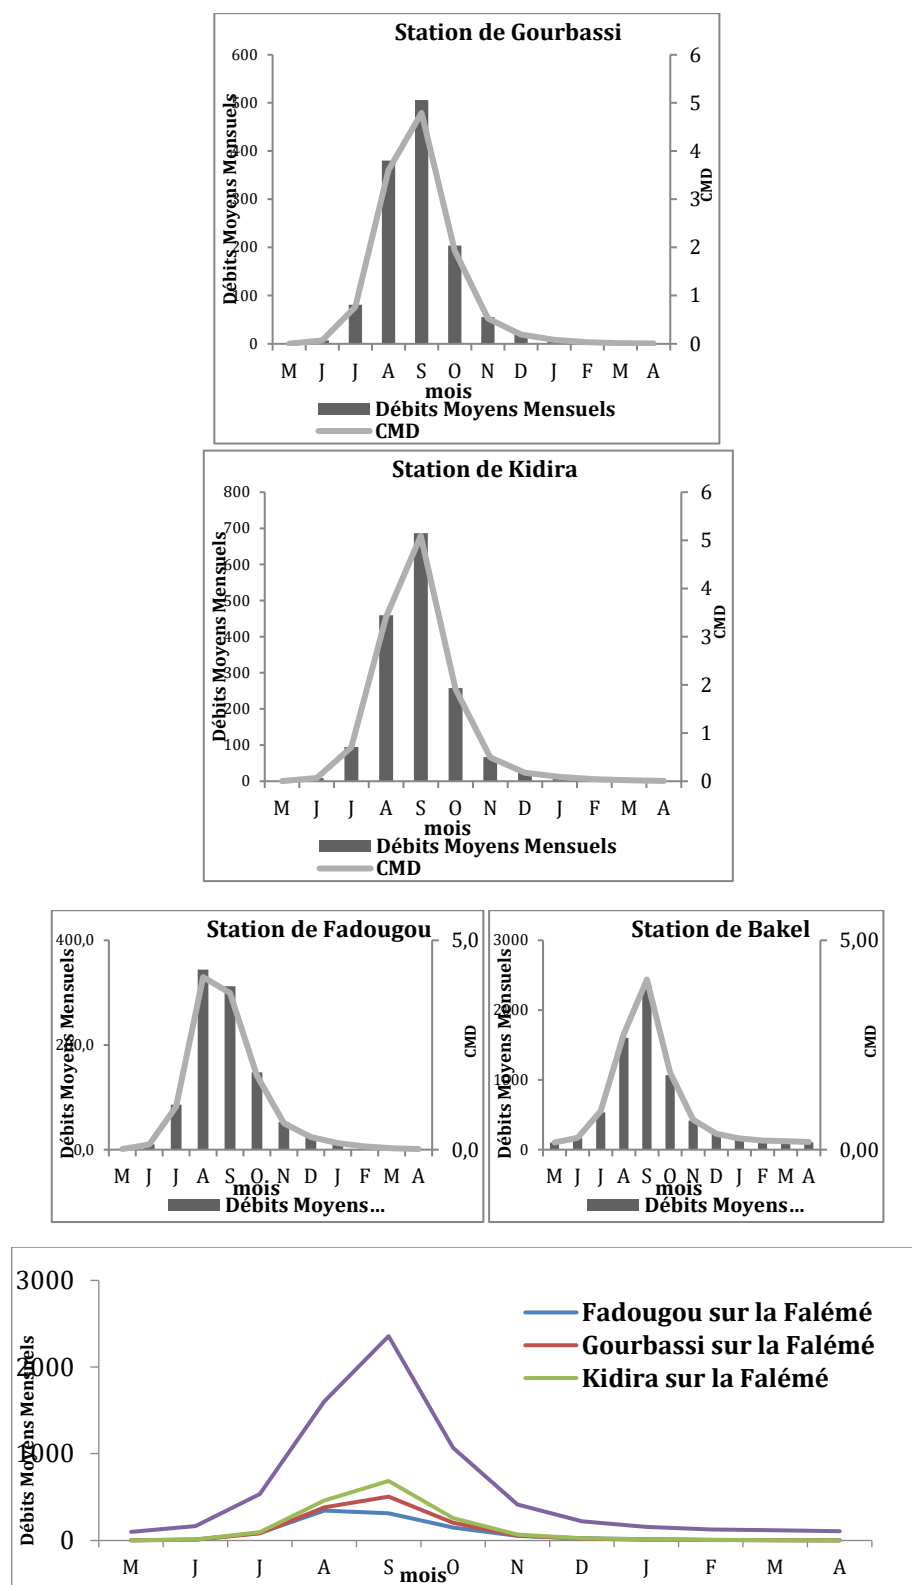 Station de Gourbassi
Débits Moyens Mensuels
600
500
400
300
200
100
0
6
5
4
3
2
1
0
CMD
M J J A S O N D J F M A
mois
Débits Moyens Mensuels
CMD
Station de Kidira
Débits Moyens Mensuels
800
700
600
500
400
300
200
100
0
6
5
4
3
2
1
0
CMD
M J J A S O N D J F M A
mois
Débits Moyens Mensuels
CMD
Station de Fadougou
Débits Moyens Mensuels
400,0
200,0
0,0
5,0
0,0
CMD
M J J A S O N D J F M A
mois
Débits Moyens...
Station de Bakel
Débits Moyens Mensuels
3000
2000
1000
0
5,00
0,00
CMD
M J J A S O N D J F M A
mois
Débits Moyens...
Débits Moyens Mensuels
3000
2000
1000
0
Fadougou sur la Falémé
Gourbassi sur la Falémé
Kidira sur la Falémé
M J J A S O N D J F M A
mois